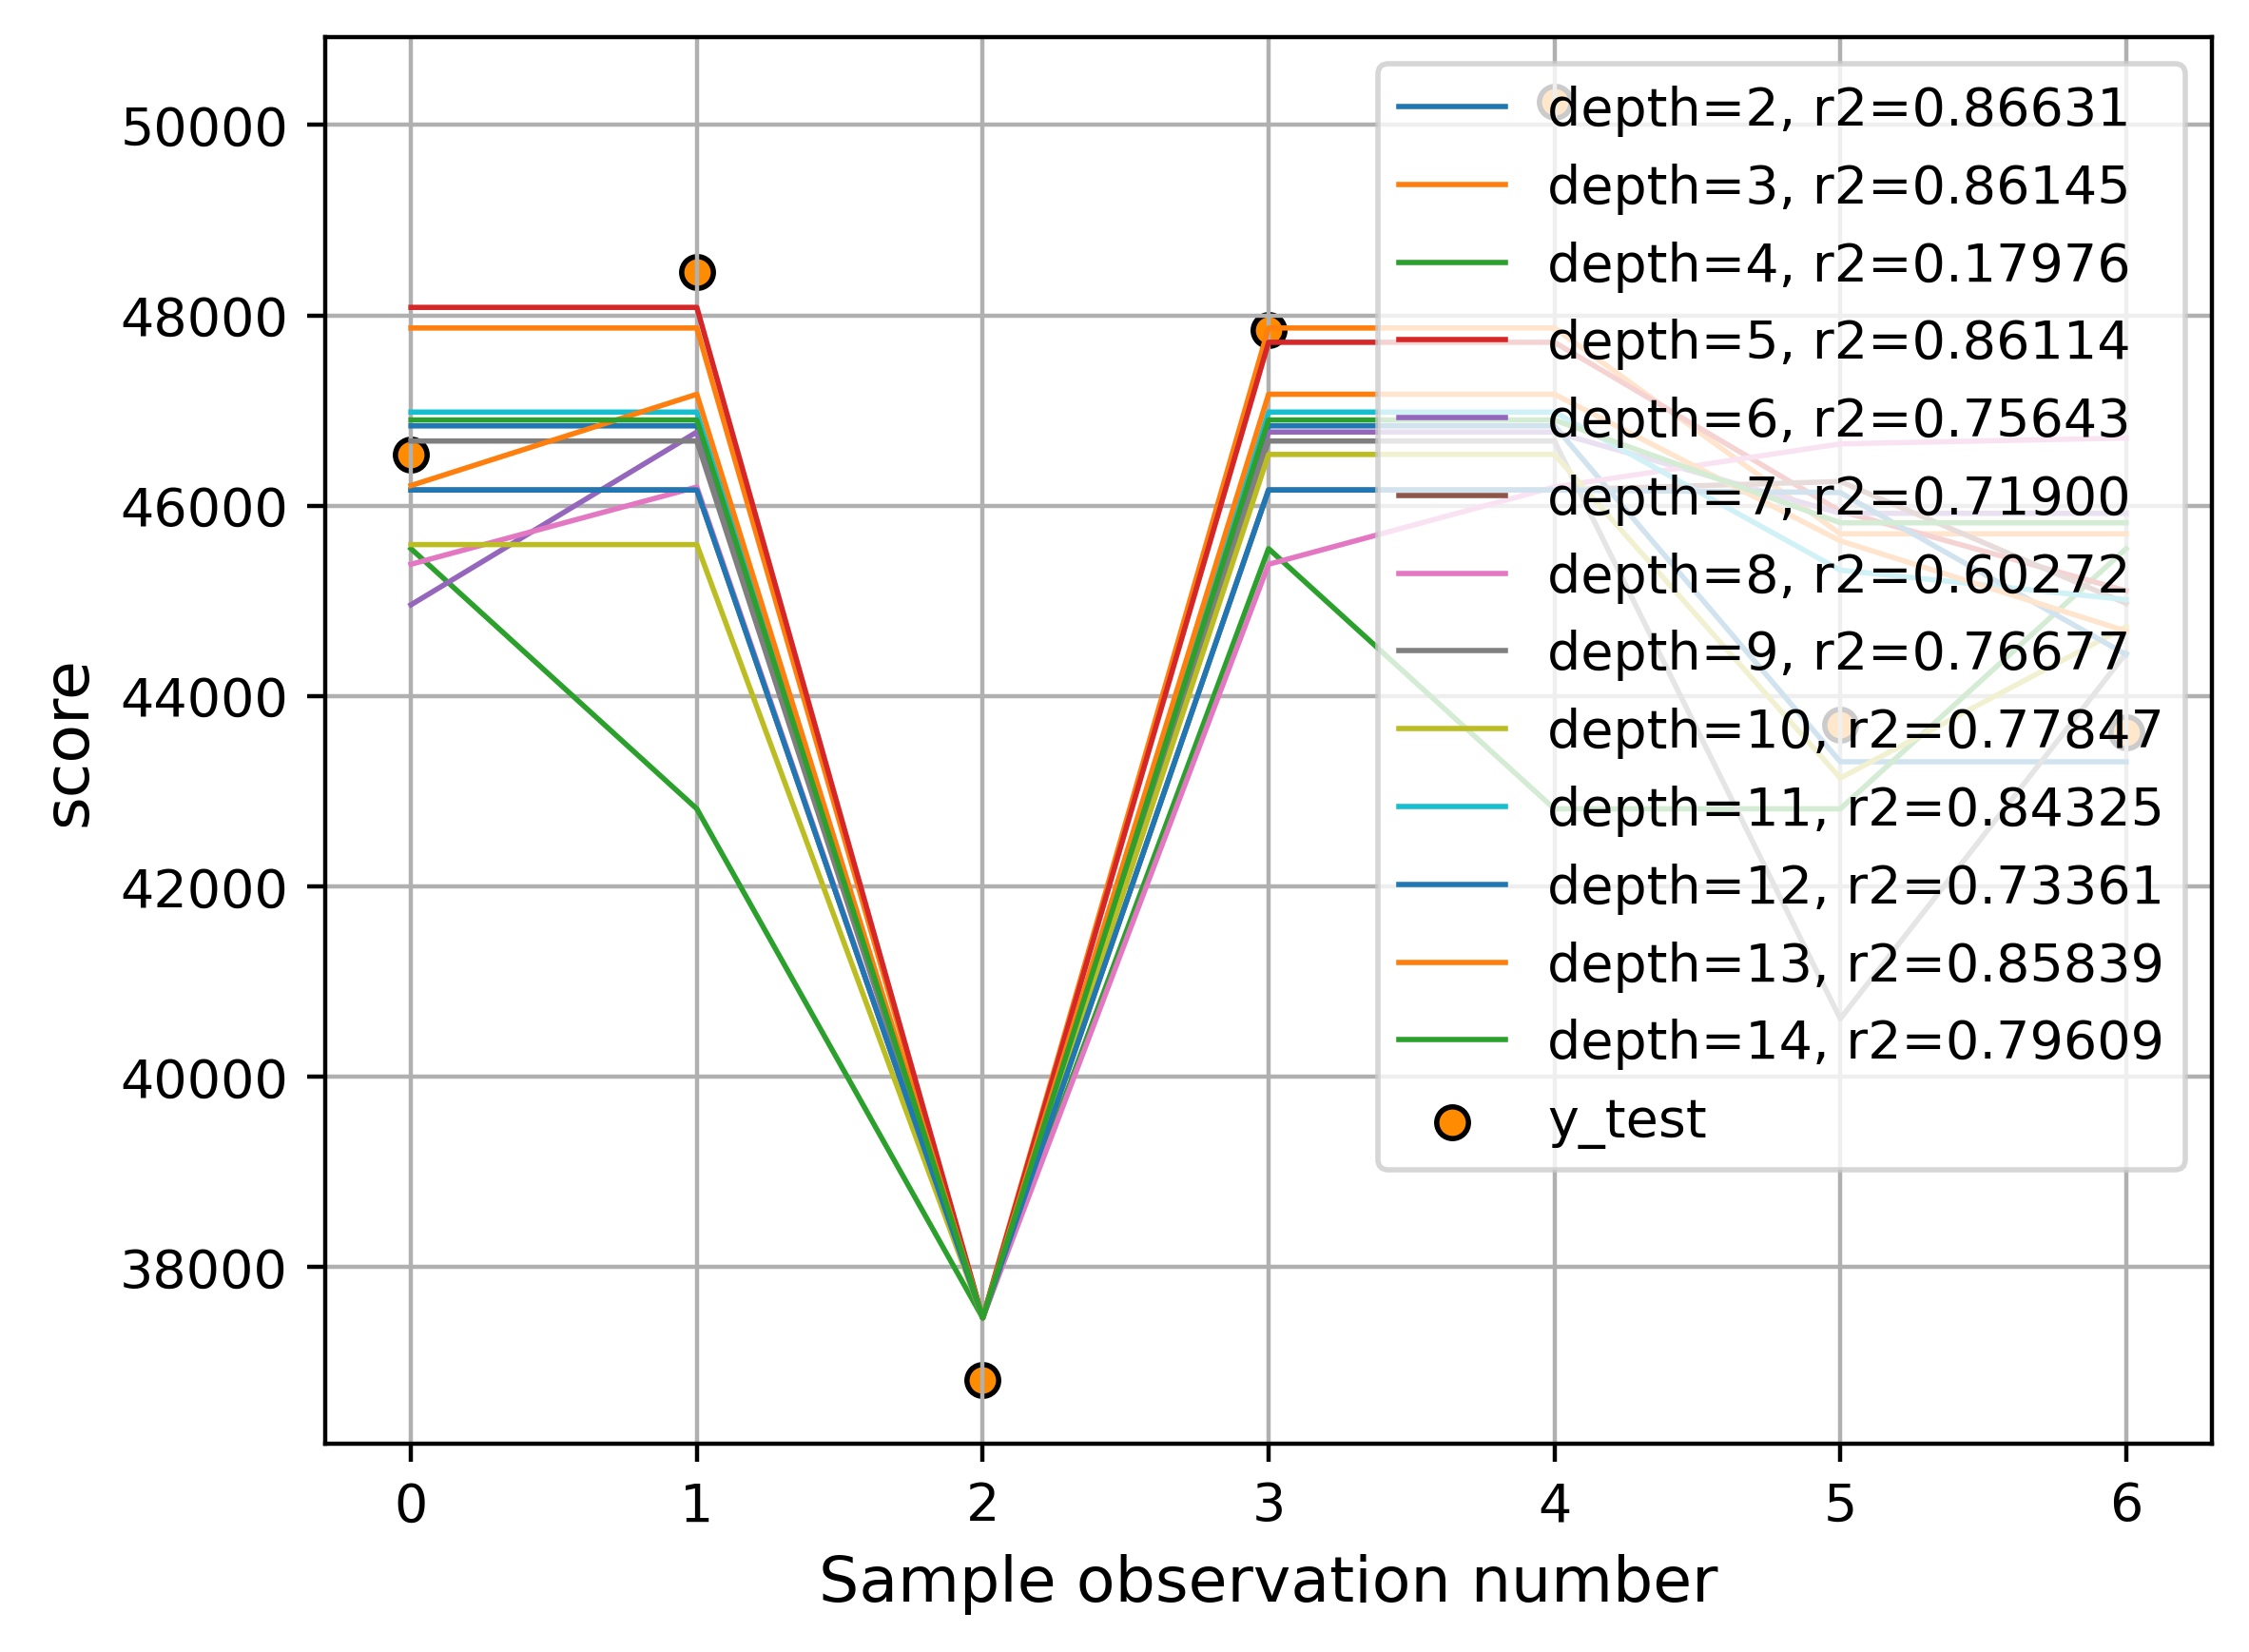 50000
48000
46000
44000
42000
40000
38000
score
0 1 2 3 4 5 6
Sample observation number
depth=2, r2=0.86631
depth=3, r2=0.86145
depth=4, r2=0.17976
depth=5, r2=0.86114
depth=6, r2=0.75643
depth=7, r2=0.71900
depth=8, r2=0.60272
depth=9, r2=0.76677
depth=10, r2=0.77847
depth=11, r2=0.84325
depth=12, r2=0.73361
depth=13, r2=0.85839
depth=14, r2=0.79609
y_test